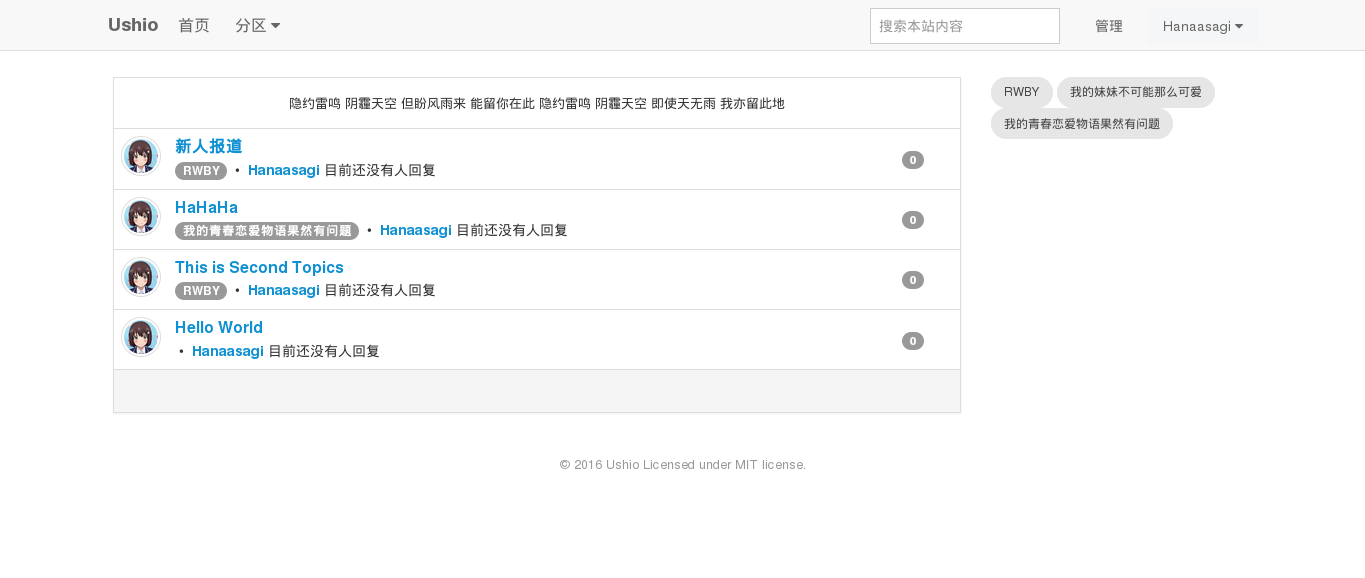 Ushio 首页 分区 搜索本站内容 管理 Hanaasagi
隐约雷鸣 阴霾天空 但盼风雨来 能留你在此 隐约雷鸣 阴霾天空 即使天无雨 我亦留此地
新人报道
RWBY • Hanaasagi 目前还没有人回复 0
HaHaHa
我的青春恋爱物语果然有问题 • Hanaasagi 目前还没有人回复 0
This is Second Topics
RWBY • Hanaasagi 目前还没有人回复 0
Hello World
• Hanaasagi 目前还没有人回复 0
RWBY 我的妹妹不可能那么可爱
我的青春恋爱物语果然有问题
© 2016 Ushio Licensed under MIT license.